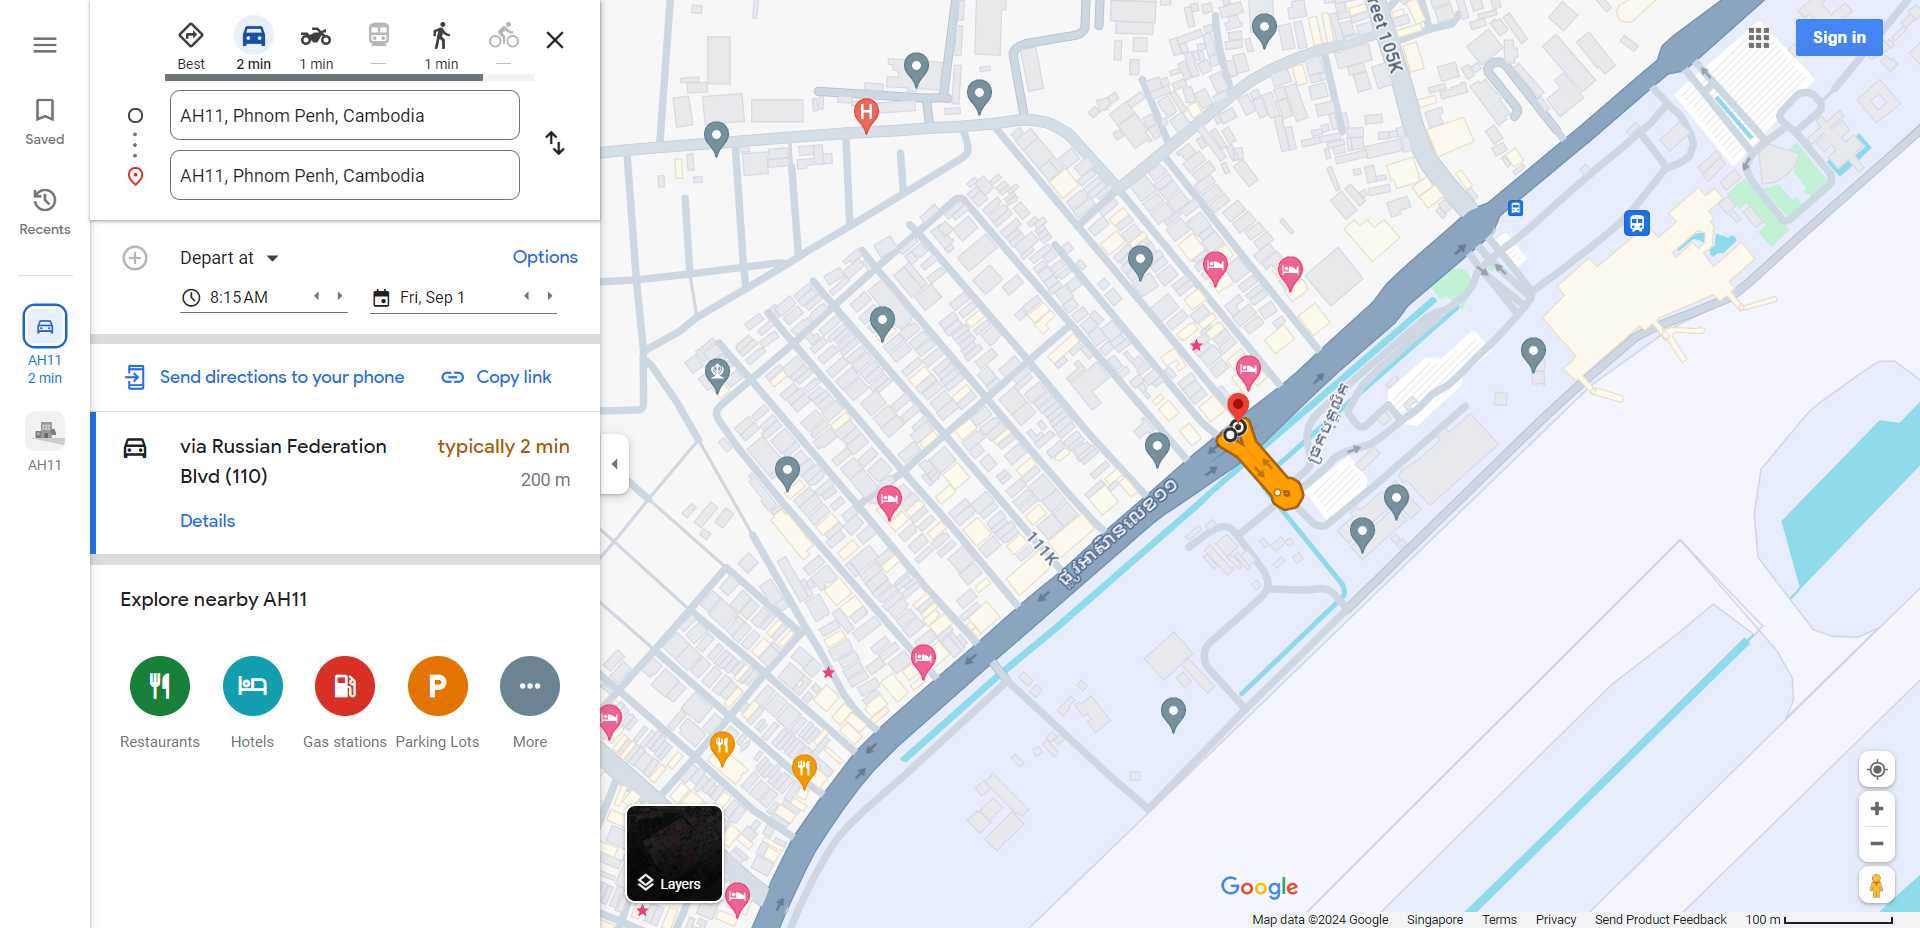 Best
2 min
1 min
1 min
AH11, Phnom Penh, Cambodia
AH11, Phnom Penh, Cambodia
Saved
Recents
AH11
2 min
AH11
Depart at
Options
8:15 AM
Fri, Sep 1
Send directions to your phone
Copy link
via Russian Federation
Blvd (110)
typically 2 min
200 m
Details
Explore nearby AH11
Restaurants
Hotels
Gas stations
Parking Lots
More
Layers
H
111K
Sign in
Google
Map data ©2024 Google
Singapore
Terms
Privacy
Send Product Feedback
100 m